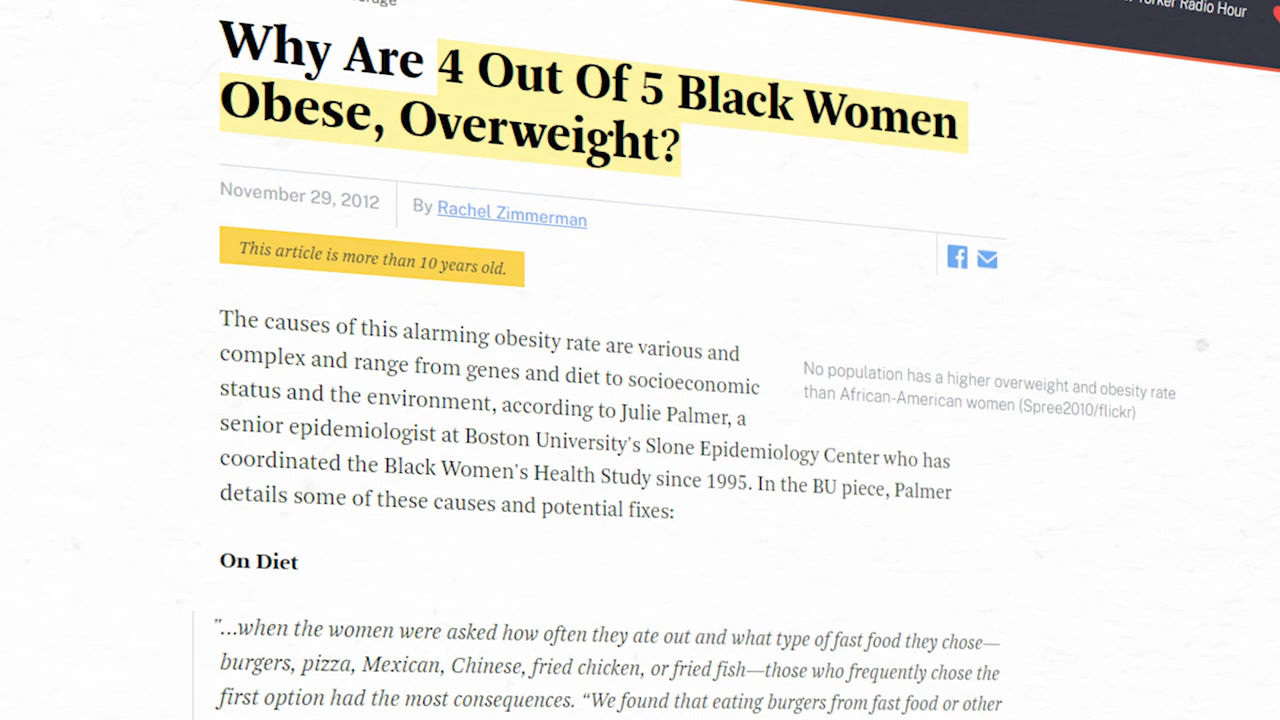 Radio Hour
Why Are 4 Out Of 5 Black Women
Obese, Overweight?
November 29, 2012
By Rachel Zimmerman
This article is more than 10 years old.
The causes of this alarming obesity rate are various and
complex and range from genes and diet to socioeconomic
status and the environment, according to Julie Palmer, a
senior epidemiologist at Boston University's Slone Epidemiology Center who has
coordinated the Black Women's Health Study since 1995. In the BU piece, Palmer
details some of these causes and potential fixes:
No population has a higher overweight and obesity rate
than African-American women (Spree2010/flickr)
On Diet
"...when the women were asked how often they ate out and what type of fast food they chose—
burgers, pizza, Mexican, Chinese, fried chicken, or fried fish—those who frequently chose the
first option had the most consequences. “We found that eating burgers from fast food or other